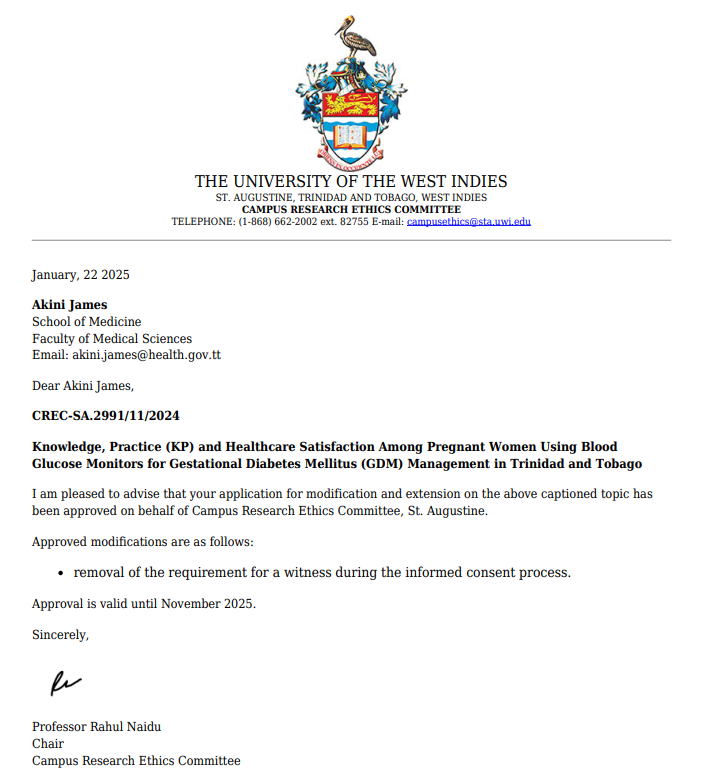 THE UNIVERSITY OF THE WEST INDIES
ST. AUGUSTINE, TRINIDAD AND TOBAGO, WEST INDIES
CAMPUS RESEARCH ETHICS COMMITTEE
TELEPHONE: (1-868) 662-2002 ext. 82755 E-mail: campusethics@sta.uwi.edu
January, 22 2025
Akini James
School of Medicine
Faculty of Medical Sciences
Email: akini.james@health.gov.tt
Dear Akini James,
CREC-SA.2991/11/2024
Knowledge, Practice (KP) and Healthcare Satisfaction Among Pregnant Women Using Blood
Glucose Monitors for Gestational Diabetes Mellitus (GDM) Management in Trinidad and Tobago
I am pleased to advise that your application for modification and extension on the above captioned topic has
been approved on behalf of Campus Research Ethics Committee, St. Augustine.
Approved modifications are as follows:
• removal of the requirement for a witness during the informed consent process.
Approval is valid until November 2025.
Sincerely,
Professor Rahul Naidu
Chair
Campus Research Ethics Committee